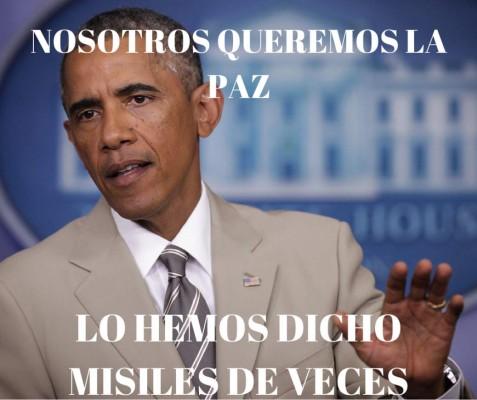 NOSOTROS QUEREMOS LA
PAZ
LO HEMOS DICHO
MISILES DE VECES